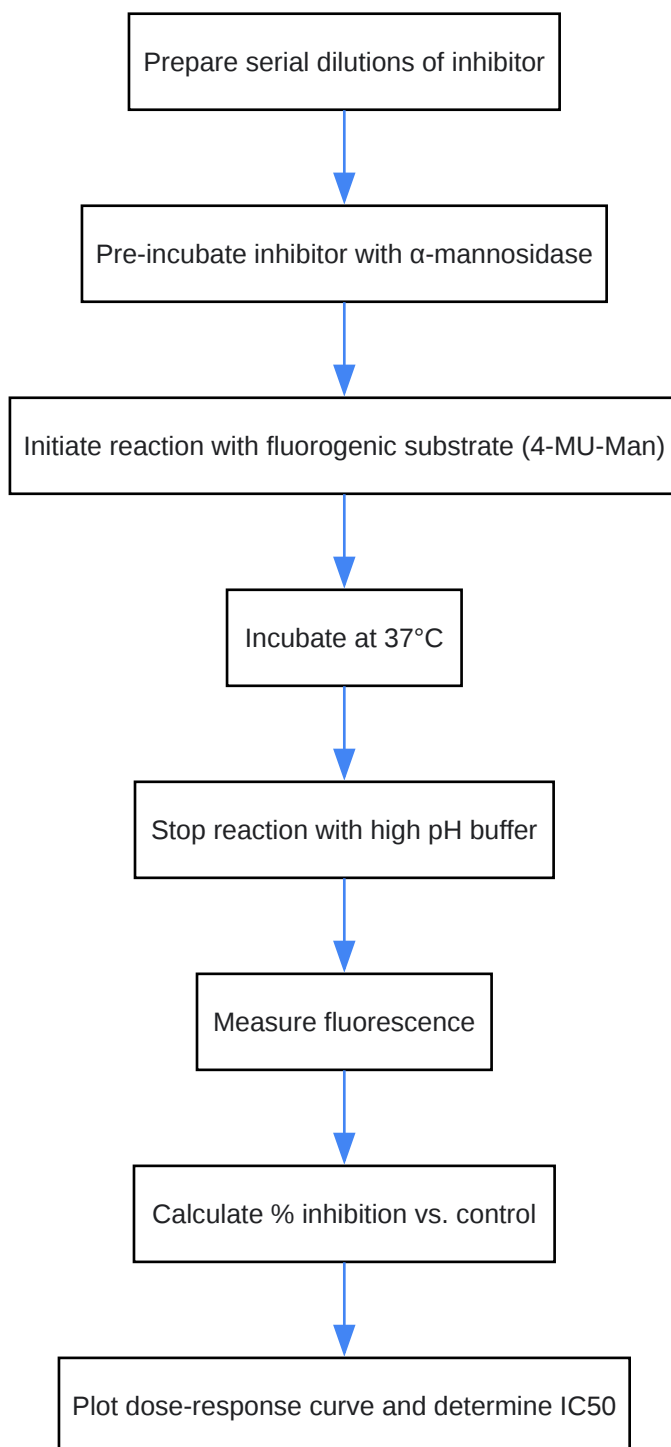 Prepare serial dilutions of inhibitor
Pre-incubate inhibitor with α-mannosidase
Initiate reaction with fluorogenic substrate (4-MU-Man)
Incubate at 37°C
Stop reaction with high pH buffer
Measure fluorescence
Calculate % inhibition vs. control
Plot dose-response curve and determine IC50